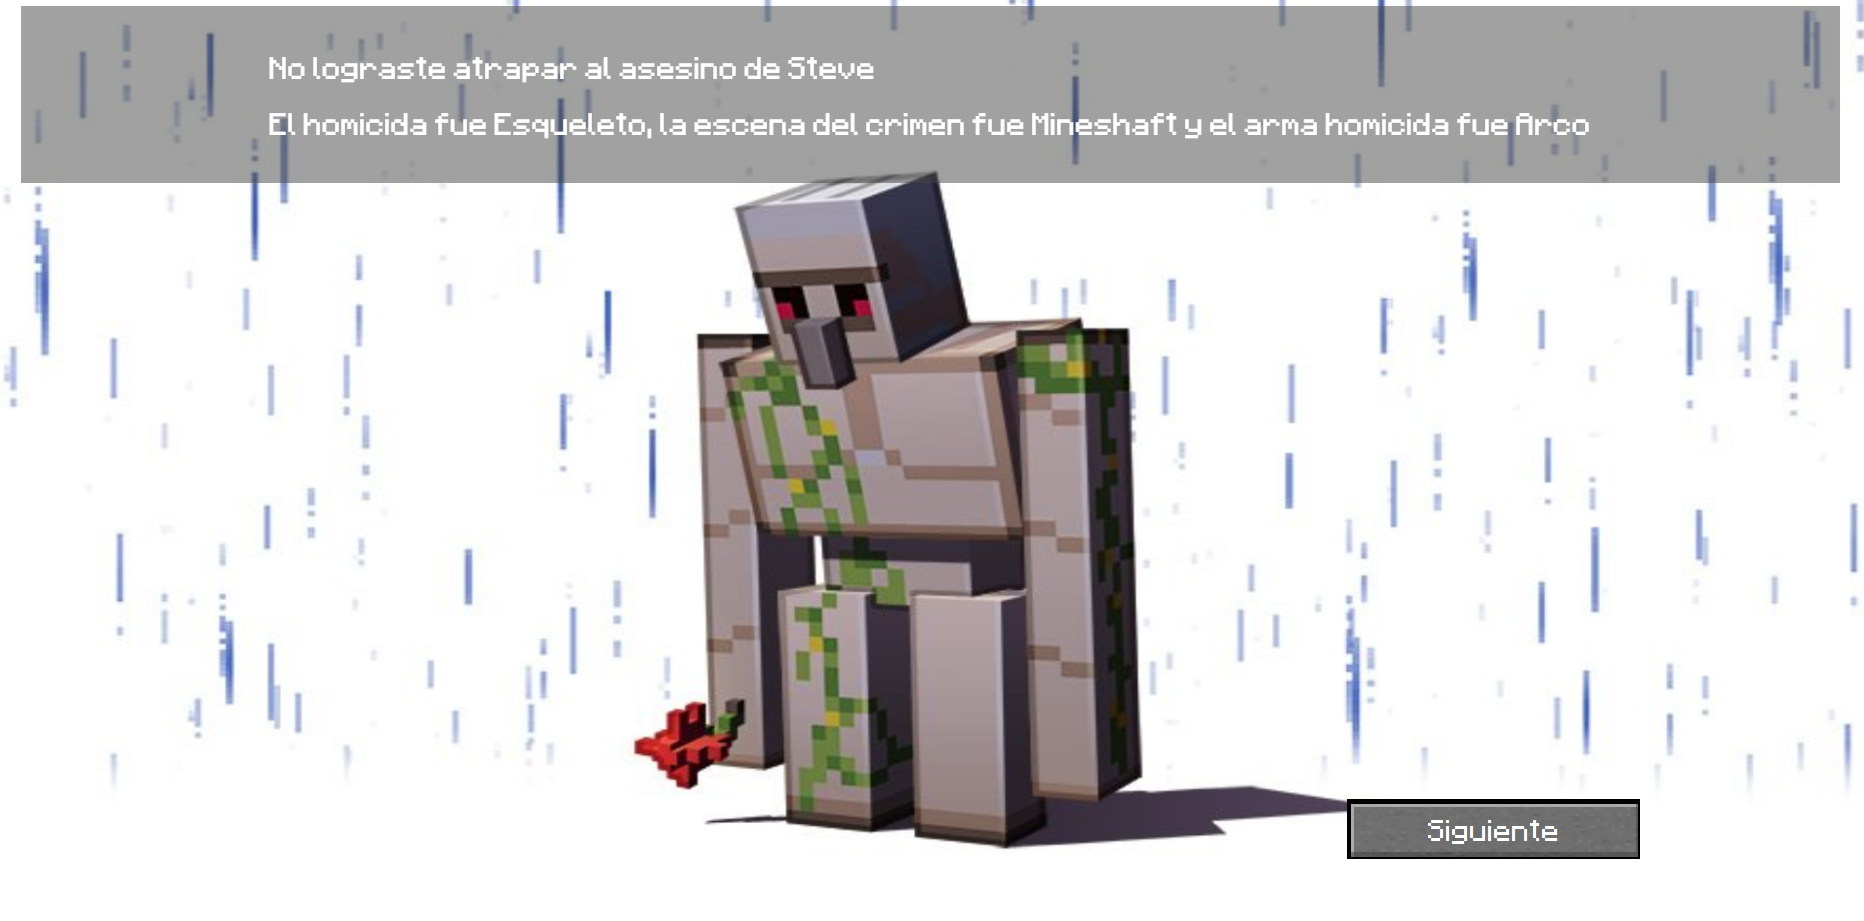 No lograste atrapar al asesino de Steve
El homicida fue Esqueleto, la escena del crimen fue Mineshaft y el arma homicida fue Arco
Siguiente